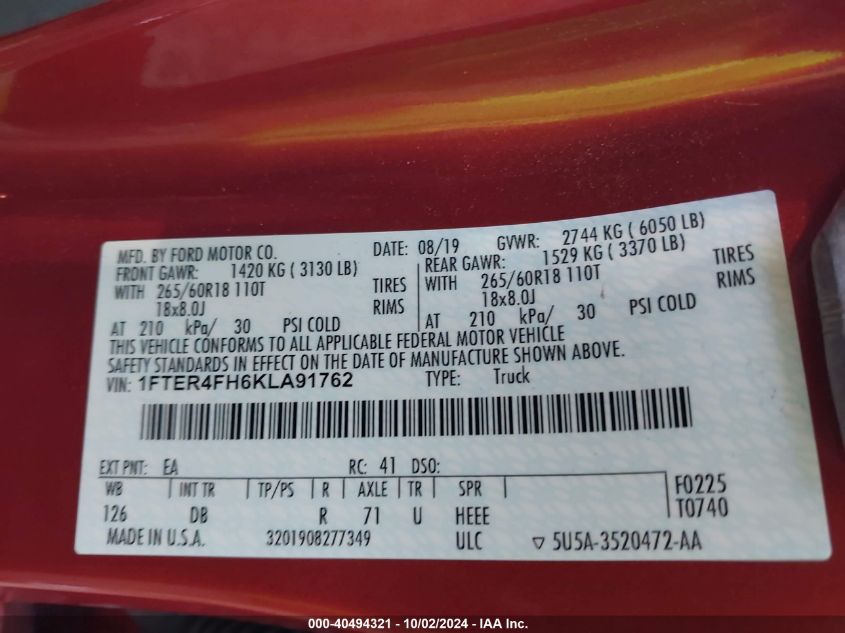 MFD. BY FORD MOTOR CO. DATE: 08/19 GVWR: 2744 KG ( 6050 LB)
FRONT GAWR: 1420 KG ( 3130 LB) REAR GAWR: 1529 KG ( 3370 LB)
WITH 265/60R18 110T TIRES WITH 265/60R18 110T TIRES
18x8.0J RIMS 18x8.0J RIMS
AT 210 kPa/ 30 PSI COLD AT 210 kPa/ 30 PSI COLD
THIS VEHICLE CONFORMS TO ALL APPLICABLE FEDERAL MOTOR VEHICLE
SAFETY STANDARDS IN EFFECT ON THE DATE OF MANUFACTURE SHOWN ABOVE.
VIN: 1FTER4FH6KLA91762 TYPE: Truck
EXT PNT: EA RC: 41 DSO:
WB INT TR TP/PS R AXLE TR SPR F0225
126 DB R 71 U HEEE T0740
MADE IN U.S.A. 3201908277349 ULC ▽ 5U5A-3520472-AA
000-40494321 - 10/02/2024 - IAA Inc.